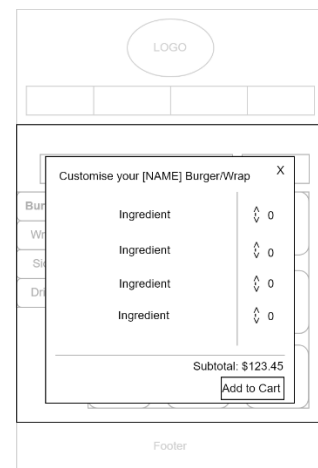 LOGO
Customise your [NAME] Burger/Wrap X
Bur
Wr
Si
Dri
Ingredient 0
Ingredient 0
Ingredient 0
Ingredient 0
Subtotal: $123.45
Add to Cart
Footer